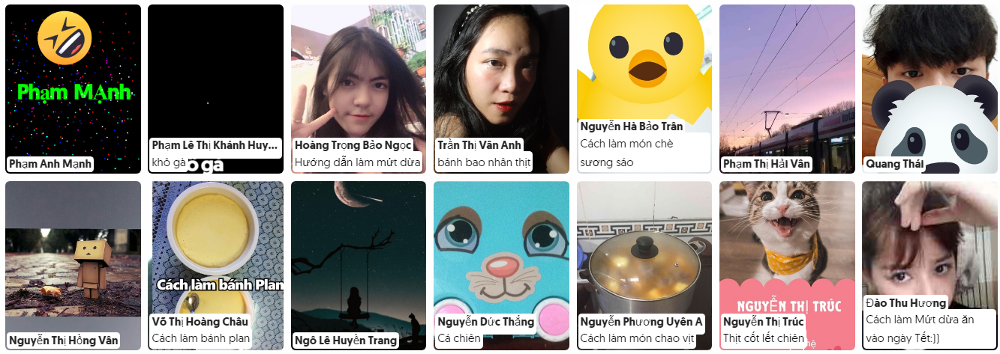 Phạm MẠnh
Phạm Anh Mạnh
Phạm Lê Thị Khánh Huy...
khô gà
ô gà
Hoàng Trọng Bảo Ngọc
Hướng dẫn làm mứt dừa
Trần Thị Vân Anh
bánh bao nhân thịt
Nguyễn Hà Bảo Trân
Cách làm món chè
sương sáo
Phạm Thị Hải Vân
Quang Thái
Nguyễn Thị Hồng Vân
Cách làm bánh Plan
Võ Thị Hoàng Châu
Cách làm bánh plan
Ngô Lê Huyền Trang
Nguyễn Đức Thắng
Cá chiên
Nguyễn Phương Uyên A
Cách làm món chao vịt
NGUYỄN THỊ TRÚC
Nguyễn Thị Trúc
Thịt cốt lết chiên
Đào Thu Hương
Cách làm Mứt dừa ăn
vào ngày Tết:))